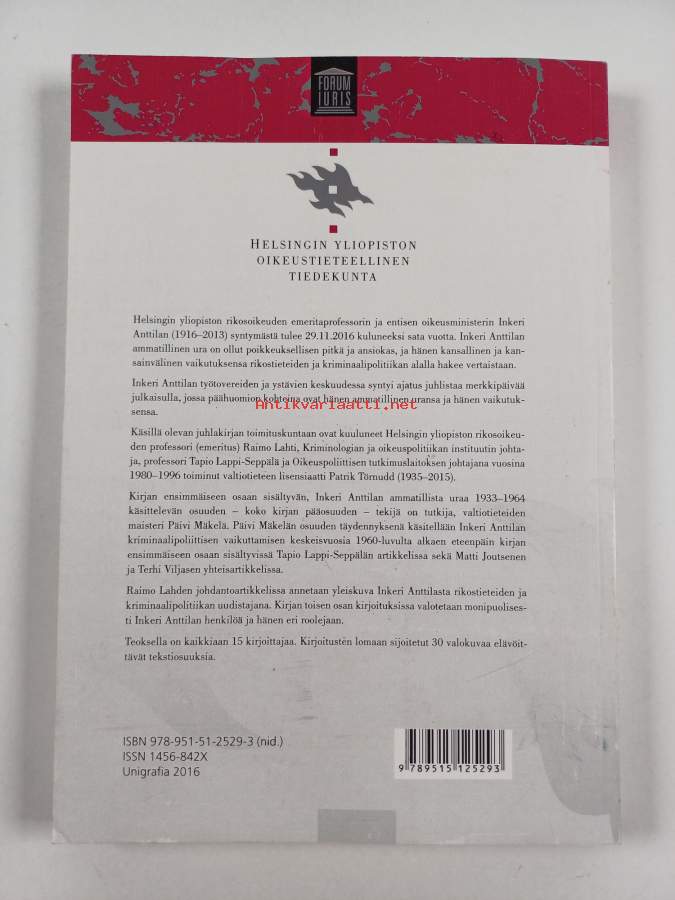 FORUM
IURIS
HELSINGIN YLIOPISTON
OIKEUSTIETEELLINEN
TIEDEKUNTA
Helsingin yliopiston rikosoikeuden emeritaprofessorin ja entisen oikeusministerin Inkeri
Anttilan (1916–2013) syntymästä tulee 29.11.2016 kuluneeksi sata vuotta. Inkeri Anttilan
ammatillinen ura on ollut poikkeuksellisen pitkä ja ansiokas, ja hänen kansallinen ja kan-
sainvälinen vaikutuksensa rikostieteiden ja kriminaalipolitiikan alalla hakee vertaistaan.
Inkeri Anttilan työtovereiden ja ystävien keskuudessa syntyi ajatus juhlistaa merkkipäivää
julkaisulla, jossa päähuomion kohteina ovat hänen ammatillinen uransa ja hänen vaikutuk-
Antikvariaatti.net
sensa.
Käsillä olevan juhlakirjan toimituskuntaan ovat kuuluneet Helsingin yliopiston rikosoikeu-
den professori (emeritus) Raimo Lahti, Kriminologian ja oikeuspolitiikan instituutin johta-
ja, professori Tapio Lappi-Seppälä ja Oikeuspoliittisen tutkimuslaitoksen johtajana vuosina
1980–1996 toiminut valtiotieteen lisensiaatti Patrik Törnudd (1935–2015).
Kirjan ensimmäiseen osaan sisältyvän, Inkeri Anttilan ammatillista uraa 1933–1964
käsittelevän osuuden – koko kirjan pääosuuden – tekijä on tutkija, valtiotieteiden
maisteri Päivi Mäkelä. Päivi Mäkelän osuuden täydennyksenä käsitellään Inkeri Anttilan
kriminaalipoliittisen vaikuttamisen keskeisvuosia 1960-luvulta alkaen eteenpäin kirjan
ensimmäiseen osaan sisältyvissä Tapio Lappi-Seppälän artikkelissa sekä Matti Joutsenen
ja Terhi Viljasen yhteisartikkelissa.
Raimo Lahden johdantoartikkelissa annetaan yleiskuva Inkeri Anttilasta rikostieteiden ja
kriminaalipolitiikan uudistajana. Kirjan toisen osan kirjoituksissa valotetaan monipuolises-
ti Inkeri Anttilan henkilöä ja hänen eri roolejaan.
Teoksella on kaikkiaan 15 kirjoittajaa. Kirjoitusten lomaan sijoitetut 30 valokuvaa elävöit-
tävät tekstiosuuksia.
ISBN 978-951-51-2529-3 (nid.)
ISSN 1456-842X
Unigrafia 2016
9 789515 125293